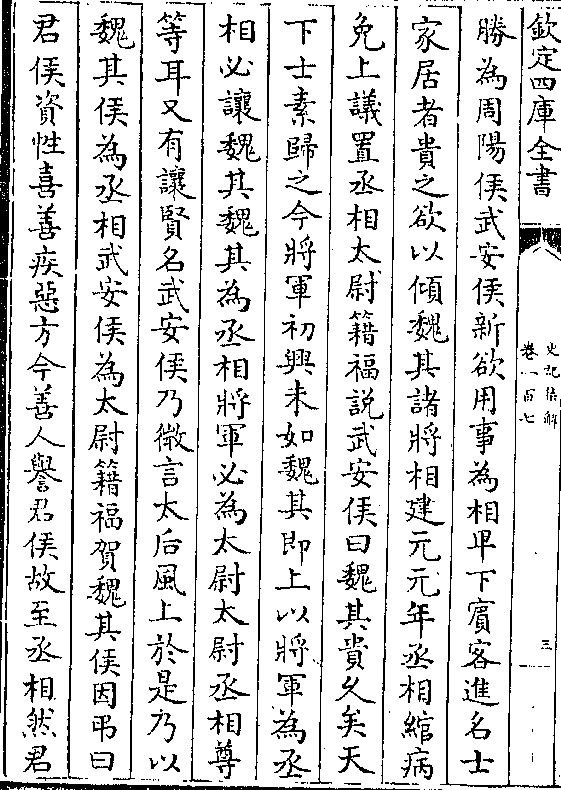 欽定四庫全書
史記集解
卷一百七
三
勝為周陽侯武安侯新欲用事為相卑下賓客進名士
家居者貴之欲以傾魏其諸將相建元元年丞相綰病
免上議置丞相太尉籍福説武安侯曰魏其貴久矣天
下士素歸之今將軍初興未如魏其即上以將軍為丞
相必讓魏其魏其為丞相將軍必為太尉太尉丞相尊
等耳又有讓賢名武安侯乃微言太后風上於是乃以
魏其侯為丞相武安侯為太尉籍福賀魏其侯因弔曰
君侯資性喜善疾惡方今善人譽君侯故至丞相然君